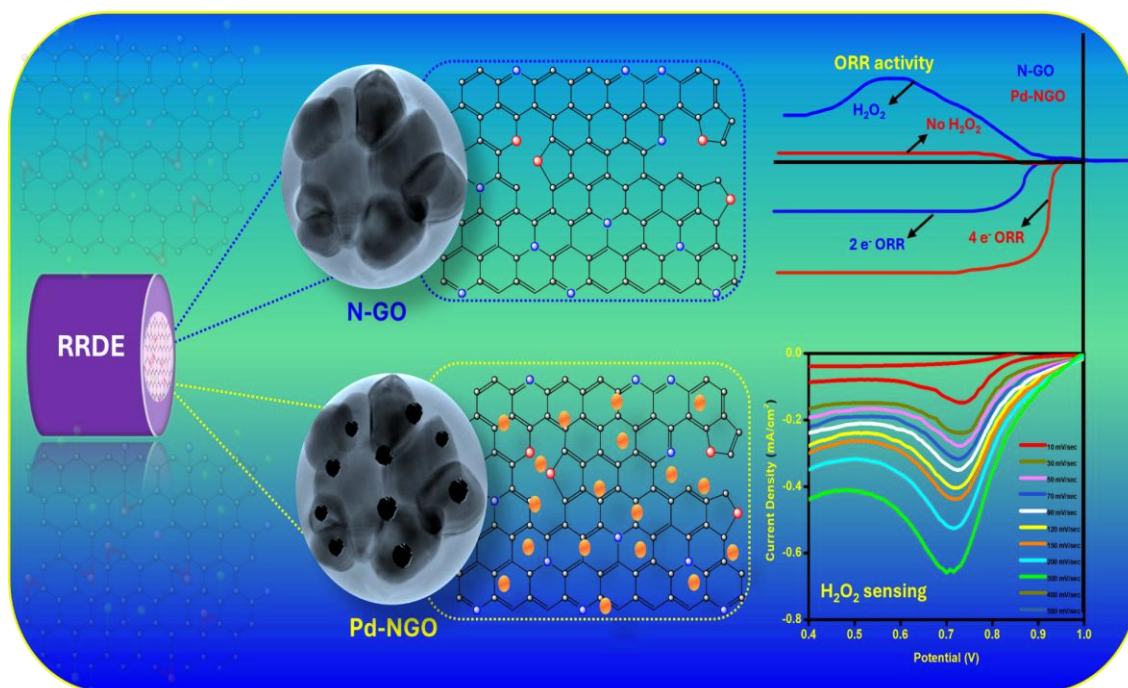 RRDE
N-GO
Pd-NGO
ORR activity
N-GO
Pd-NGO
H₂O₂
No H₂O₂
2 e⁻ ORR
4 e⁻ ORR
Current Density (mA/cm²)
0.0
-0.2
-0.4
-0.6
-0.8
10 mV/sec
30 mV/sec
50 mV/sec
70 mV/sec
90 mV/sec
120 mV/sec
150 mV/sec
200 mV/sec
300 mV/sec
400 mV/sec
500 mV/sec
H₂O₂ sensing
0.4 0.5 0.6 0.7 0.8 0.9 1.0
Potential (V)